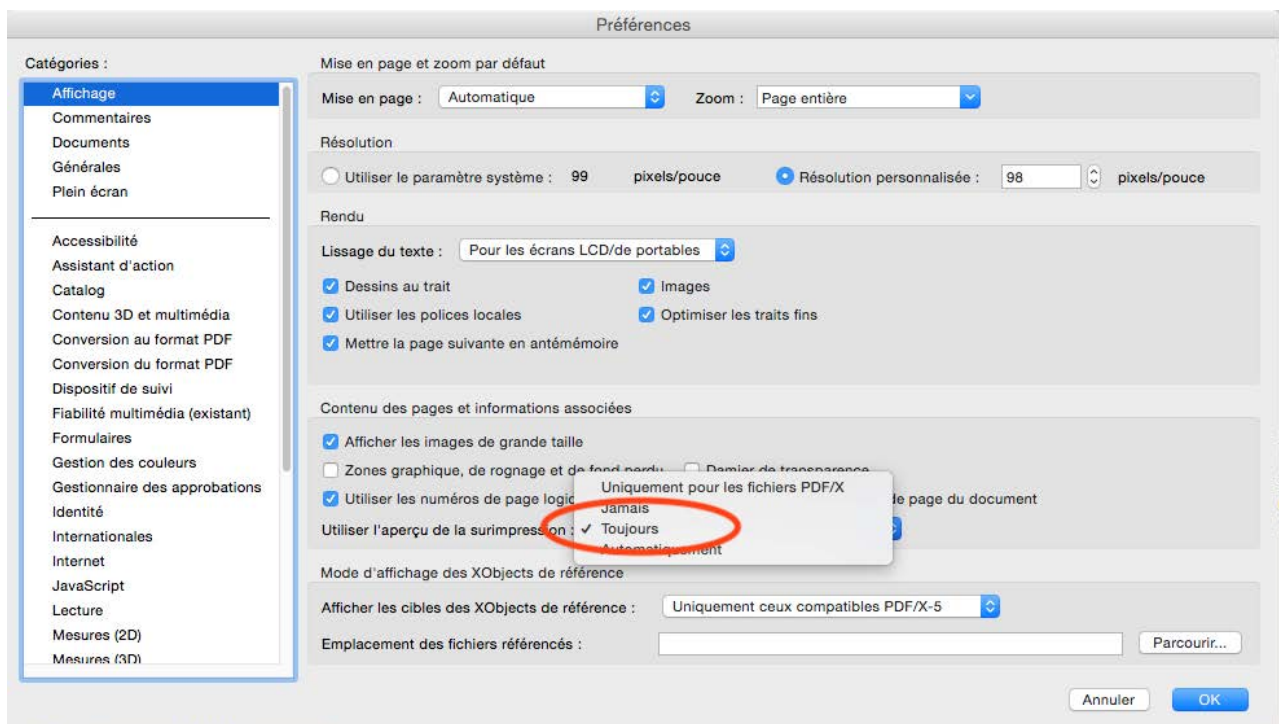 Préférences
Catégories :
Affichage
Commentaires
Documents
Générales
Plein écran
Accessibilité
Assistant d'action
Catalog
Contenu 3D et multimédia
Conversion au format PDF
Conversion du format PDF
Dispositif de suivi
Fiabilité multimédia (existant)
Formulaires
Gestion des couleurs
Gestionnaire des approbations
Identité
Internationales
Internet
JavaScript
Lecture
Mesures (2D)
Mesures (3D)
Mise en page et zoom par défaut
Mise en page : Automatique Zoom : Page entière
Résolution
Utiliser le paramètre système : 99 pixels/pouce Résolution personnalisée : 98 pixels/pouce
Rendu
Lissage du texte : Pour les écrans LCD/de portables
Dessins au trait Images
Utiliser les polices locales Optimiser les traits fins
Mettre la page suivante en antémémoire
Contenu des pages et informations associées
Afficher les images de grande taille
Zones graphique, de rognage et de fond perdu Damier de transparence
Utiliser les numéros de page de page du document
Utiliser l'aperçu de la surimpression :
Uniquement pour les fichiers PDF/X
Jamais
✓ Toujours
Automatiquement
Mode d'affichage des XObjects de référence
Afficher les cibles des XObjects de référence : Uniquement ceux compatibles PDF/X-5
Emplacement des fichiers référencés : Parcourir...
Annuler OK